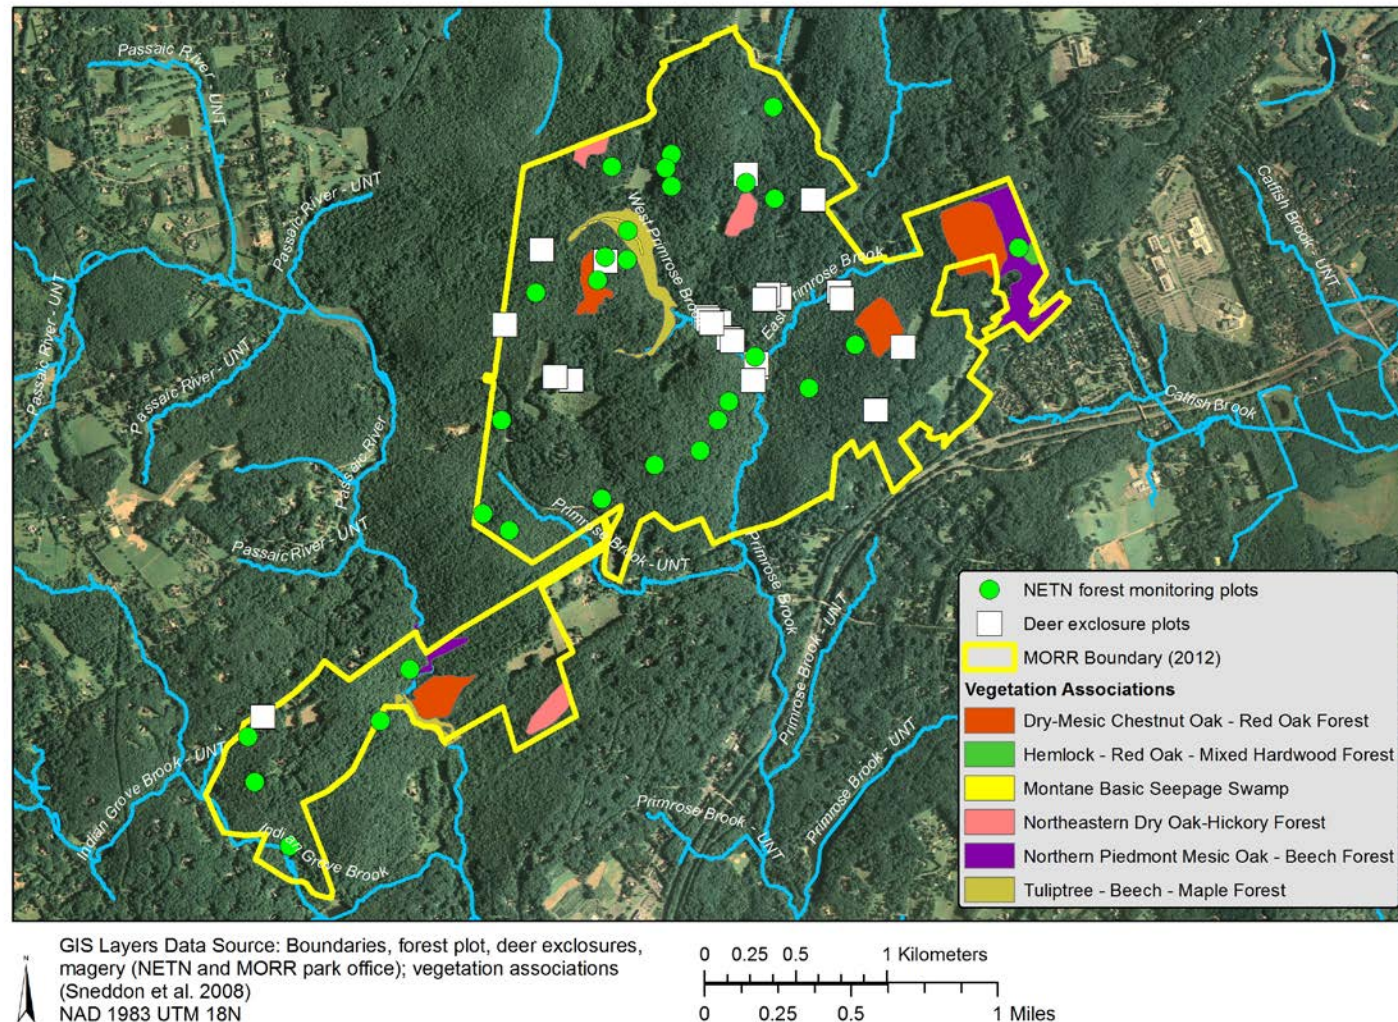 Passaic River - UNT
Passaic River - UNT
Catfish Brook - UNT
West Primrose Brook
East Primrose Brook
Passaic River - UNT
Passaic River - UNT
Catfish Brook
Passaic River
Primrose Brook - UNT
Passaic River - UNT
Primrose Brook
Primrose Brook - UNT
Primrose Brook - UNT
Primrose Brook - UNT
Indian Grove Brook - UNT
Indian Grove Brook
NETN forest monitoring plots
Deer exclosure plots
MORR Boundary (2012)
Vegetation Associations
Dry-Mesic Chestnut Oak - Red Oak Forest
Hemlock - Red Oak - Mixed Hardwood Forest
Montane Basic Seepage Swamp
Northeastern Dry Oak-Hickory Forest
Northern Piedmont Mesic Oak - Beech Forest
Tuliptree - Beech - Maple Forest
N
GIS Layers Data Source: Boundaries, forest plot, deer exclosures,
magery (NETN and MORR park office); vegetation associations
(Sneddon et al. 2008)
NAD 1983 UTM 18N
0 0.25 0.5 1 Kilometers
0 0.25 0.5 1 Miles